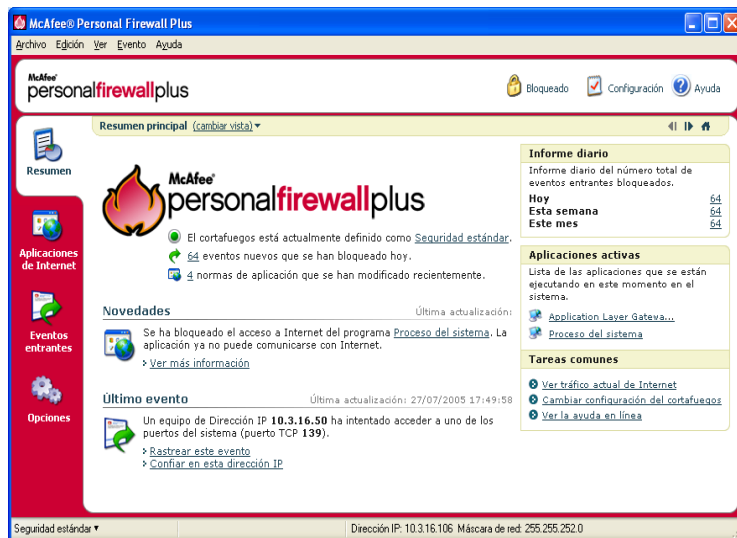 McAfee® Personal Firewall Plus
Archivo Edición Ver Evento Ayuda
McAfee®
personalfirewallplus
Bloqueado
Configuración
Ayuda
Resumen
Aplicaciones
de Internet
Eventos
entrantes
Opciones
Resumen principal (cambiar vista)
McAfee®
personalfirewallplus
El cortafuegos está actualmente definido como Seguridad estándar.
64 eventos nuevos que se han bloqueado hoy.
4 normas de aplicación que se han modificado recientemente.
Novedades
Última actualización:
Se ha bloqueado el acceso a Internet del programa Proceso del sistema. La
aplicación ya no puede comunicarse con Internet.
Ver más información
Último evento
Última actualización: 27/07/2005 17:49:58
Un equipo de Dirección IP 10.3.16.50 ha intentado acceder a uno de los
puertos del sistema (puerto TCP 139).
Rastrear este evento
Confiar en esta dirección IP
Informe diario
Informe diario del número total de
eventos entrantes bloqueados.
Hoy 64
Esta semana 64
Este mes 64
Aplicaciones activas
Lista de las aplicaciones que se están
ejecutando en este momento en el
sistema.
Application Layer Gatewa...
Proceso del sistema
Tareas comunes
Ver tráfico actual de Internet
Cambiar configuración del cortafuegos
Ver la ayuda en línea
Seguridad estándar
Dirección IP: 10.3.16.106 Máscara de red: 255.255.252.0